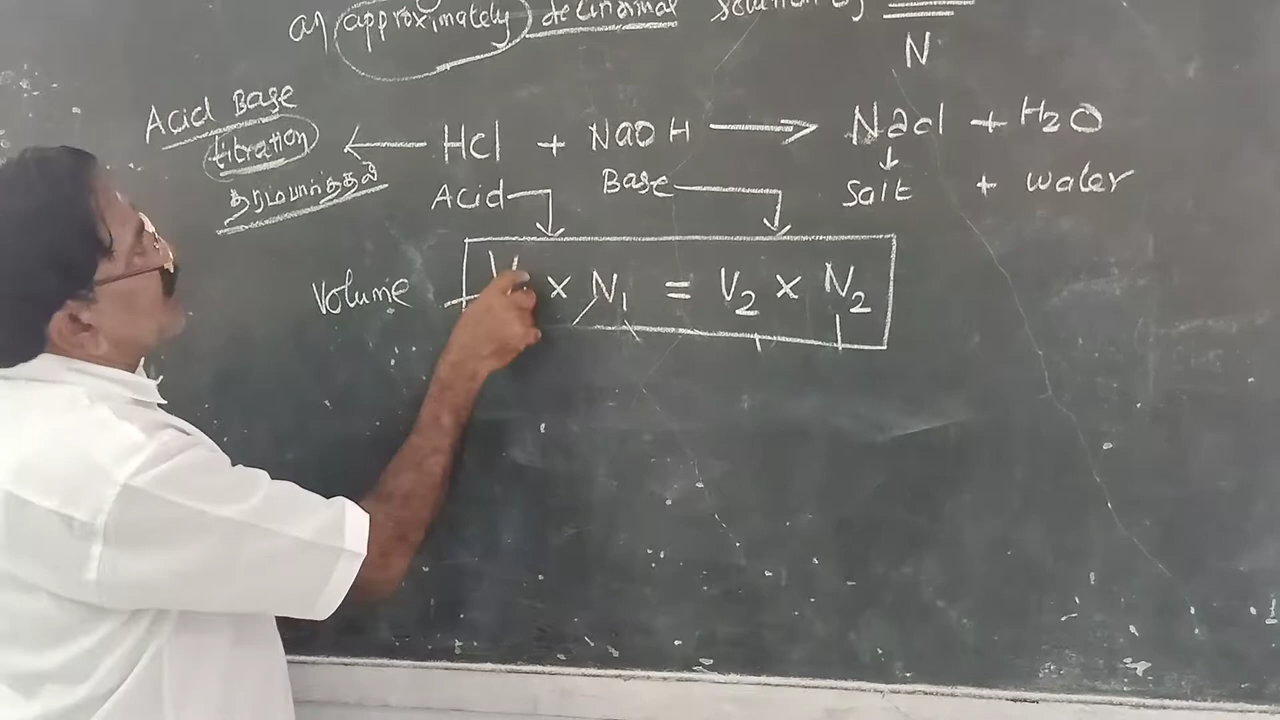 of approximately decinormal solution of
N
Acid Base
titration
தரம்பார்த்தல்
HCl + NaOH → NaCl + H2O
Acid Base Salt + water
Volume V × N1 = V2 × N2